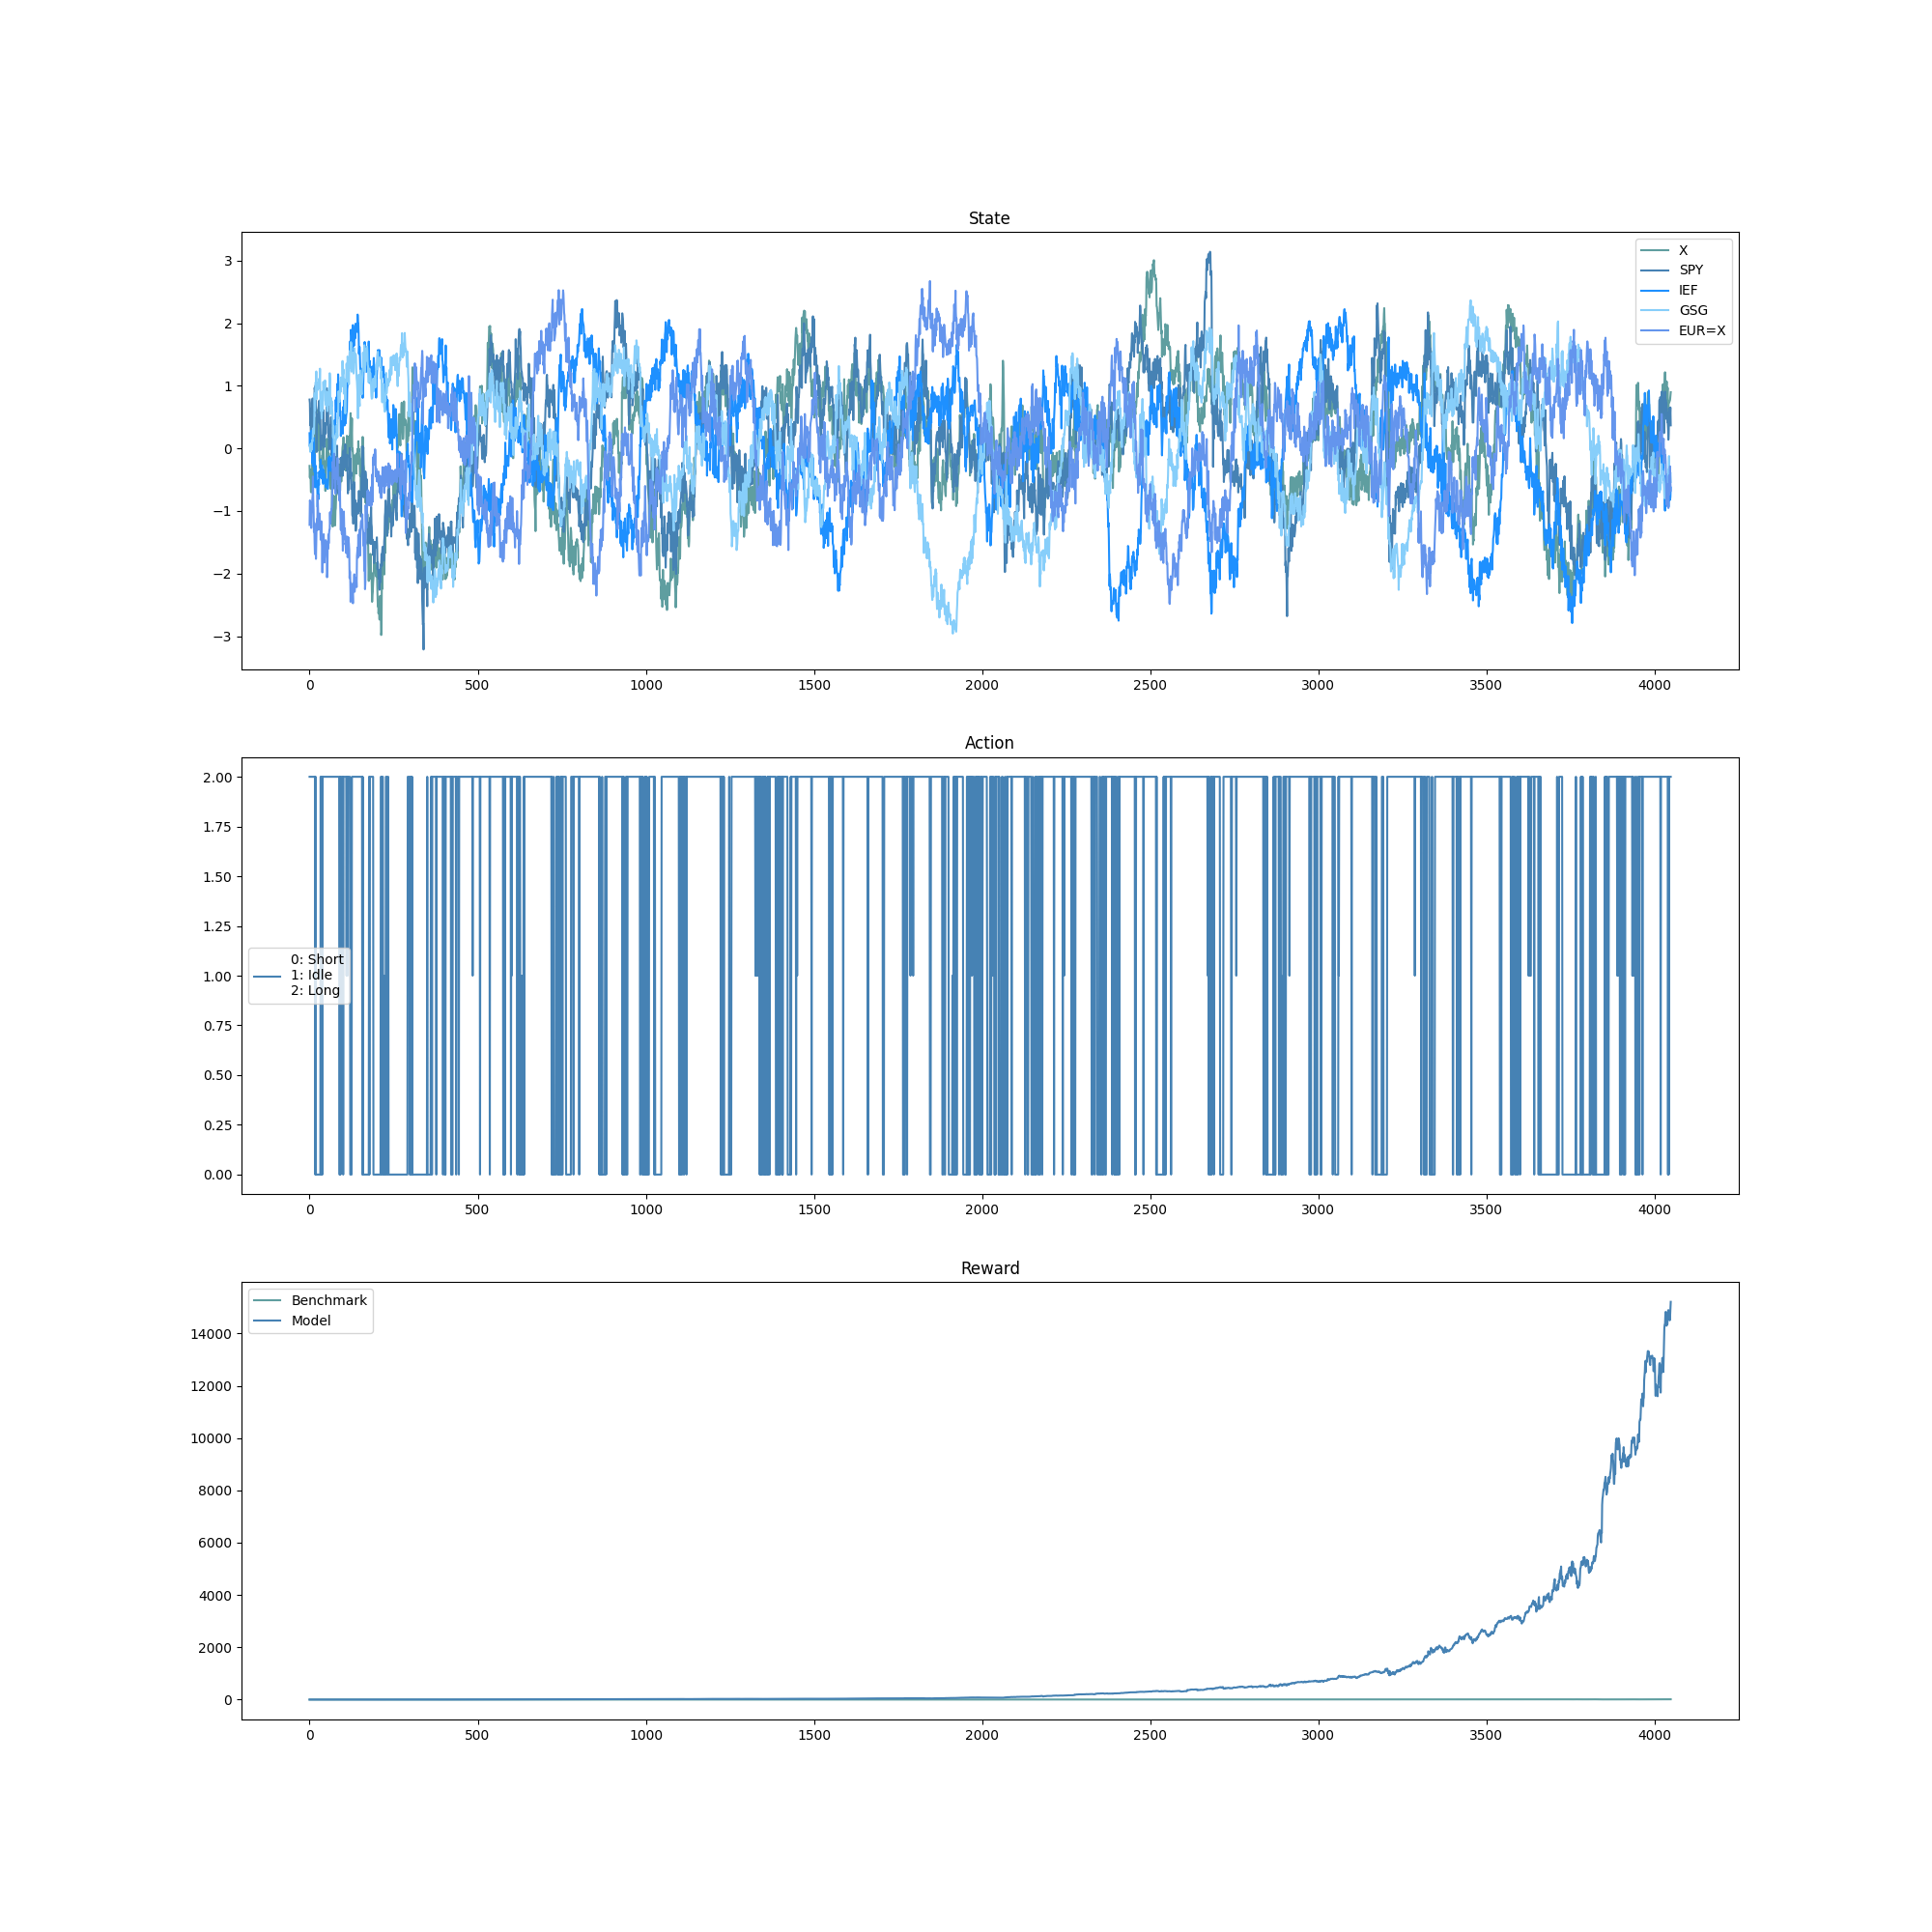 State
3
2
1
0
−1
−2
−3
X
SPY
IEF
GSG
EUR=X
0 500 1000 1500 2000 2500 3000 3500 4000
Action
2.00
1.75
1.50
1.25
1.00
0.75
0.50
0.25
0.00
0: Short
1: Idle
2: Long
0 500 1000 1500 2000 2500 3000 3500 4000
Reward
Benchmark
Model
14000
12000
10000
8000
6000
4000
2000
0
0 500 1000 1500 2000 2500 3000 3500 4000